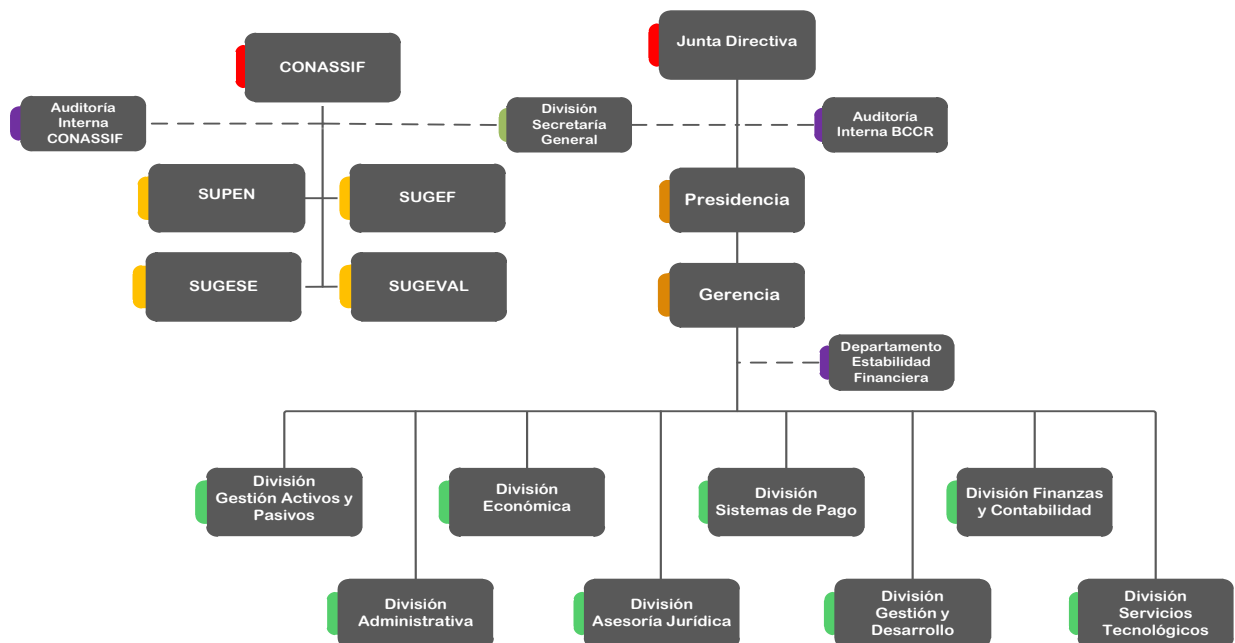 Junta Directiva
CONASSIF
Auditoría
Interna
CONASSIF
División
Secretaría
General
Auditoría
Interna BCCR
SUPEN
SUGEF
Presidencia
SUGESE
SUGEVAL
Gerencia
Departamento
Estabilidad
Financiera
División
Gestión Activos y
Pasivos
División
Económica
División
Sistemas de Pago
División Finanzas
y Contabilidad
División
Administrativa
División
Asesoría Jurídica
División
Gestión y
Desarrollo
División
Servicios
Tecnológicos